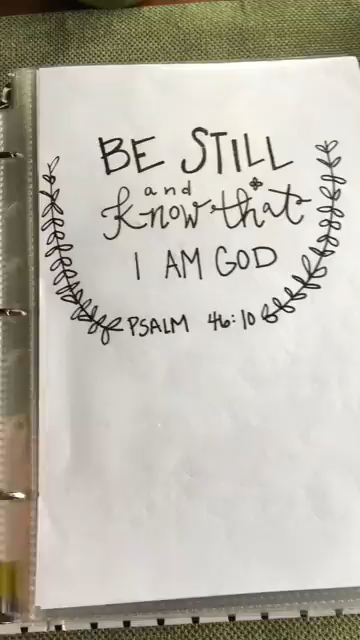 BE STILL
and
know that
I AM GOD
PSALM 46:10